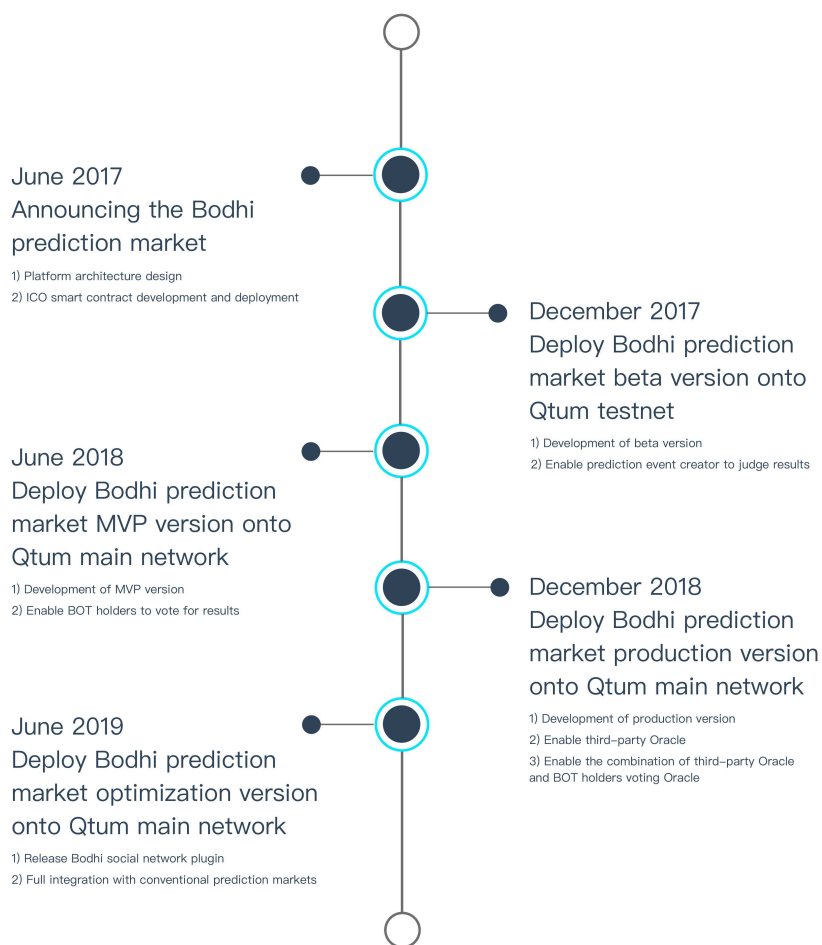 June 2017
Announcing the Bodhi
prediction market
1) Platform architecture design
2) ICO smart contract development and deployment
December 2017
Deploy Bodhi prediction
market beta version onto
Qtum testnet
1) Development of beta version
2) Enable prediction event creator to judge results
June 2018
Deploy Bodhi prediction
market MVP version onto
Qtum main network
1) Development of MVP version
2) Enable BOT holders to vote for results
December 2018
Deploy Bodhi prediction
market production version
onto Qtum main network
1) Development of production version
2) Enable third-party Oracle
3) Enable the combination of third-party Oracle
and BOT holders voting Oracle
June 2019
Deploy Bodhi prediction
market optimization version
onto Qtum main network
1) Release Bodhi social network plugin
2) Full integration with conventional prediction markets